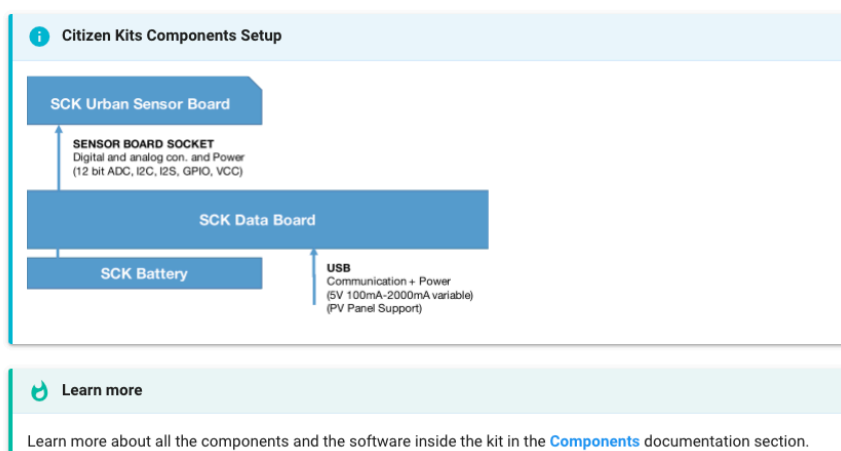 Citizen Kits Components Setup
SCK Urban Sensor Board
SENSOR BOARD SOCKET
Digital and analog con. and Power
(12 bit ADC, I2C, I2S, GPIO, VCC)
SCK Data Board
SCK Battery
USB
Communication + Power
(5V 100mA-2000mA variable)
(PV Panel Support)
Learn more
Learn more about all the components and the software inside the kit in the Components documentation section.